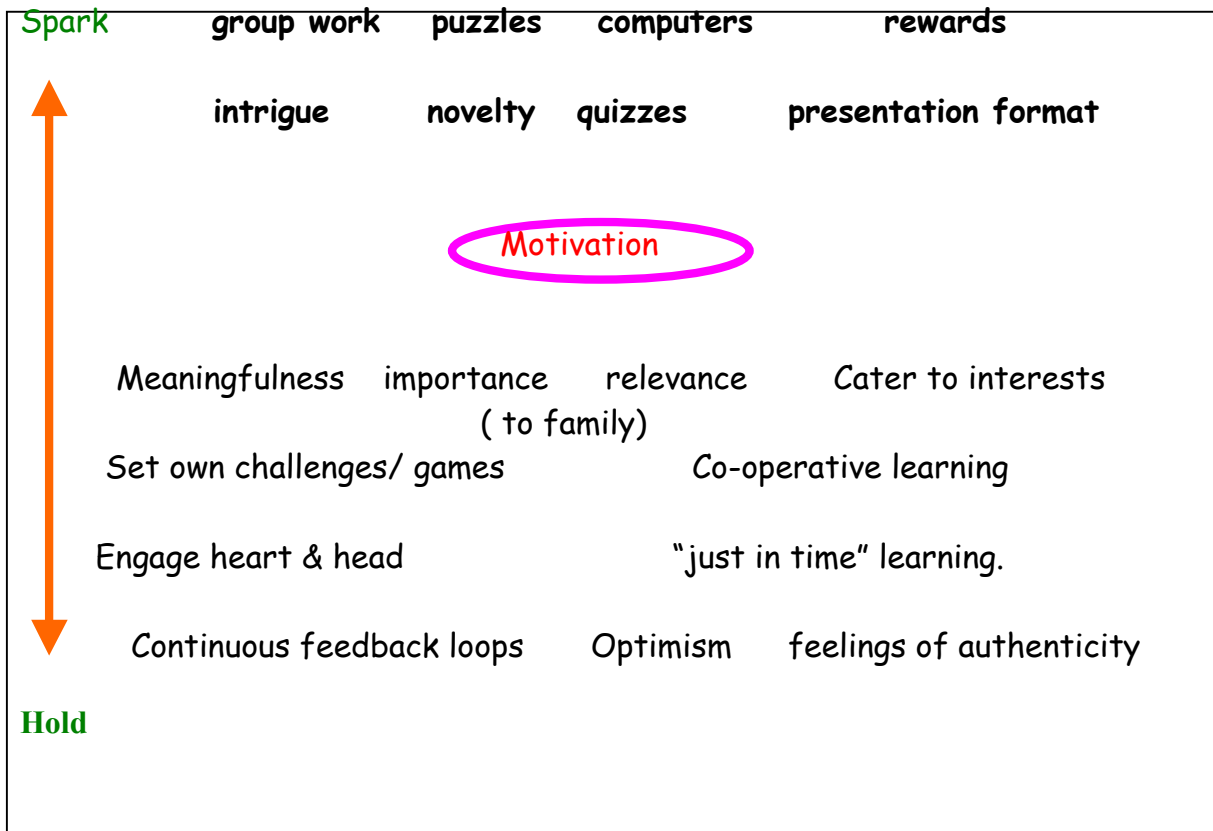 Spark group work puzzles computers rewards
intrigue novelty quizzes presentation format
Motivation
Meaningfulness importance relevance Cater to interests
( to family)
Set own challenges/ games Co-operative learning
Engage heart & head “just in time” learning.
Continuous feedback loops Optimism feelings of authenticity
Hold